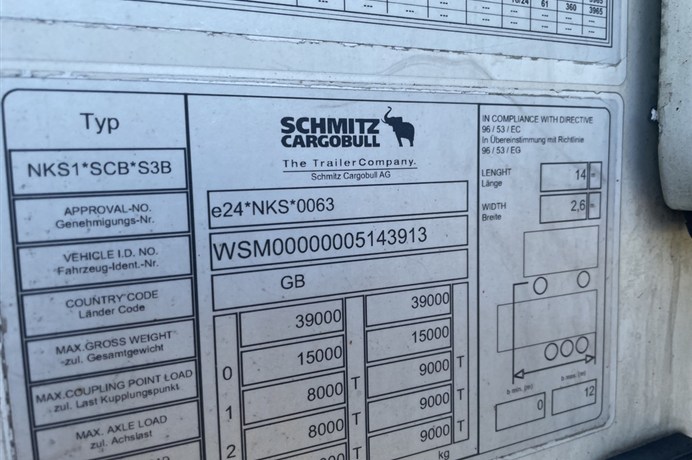 --- --- --- --- --- --- --- --- --- --- 61 360 3965
--- --- --- --- --- --- --- --- --- --- --- --- ---
Typ
NKS1*SCB*S3B
APPROVAL-NO.
Genehmigungs-Nr.
VEHICLE I.D. NO.
Fahrzeug-Ident.-Nr.
COUNTRY CODE
Länder Code
MAX.GROSS WEIGHT
zul. Gesamtgewicht
MAX.COUPLING POINT LOAD
zul. Last Kupplungspunkt
MAX. AXLE LOAD
zul. Achslast
SCHMITZ
CARGOBULL
The TrailerCompany.
Schmitz Cargobull AG
e24*NKS*0063
WSM00000005143913
GB
39000 39000
0 15000 T 15000 T
1 8000 T 9000 T
2 8000 9000 T
9000
kg
IN COMPLIANCE WITH DIRECTIVE
96 / 53 / EC
in Übereinstimmung mit Richtlinie
96 / 53 / EG
LENGHT
Länge
14 m
WIDTH
Breite
2,6 m
0
12